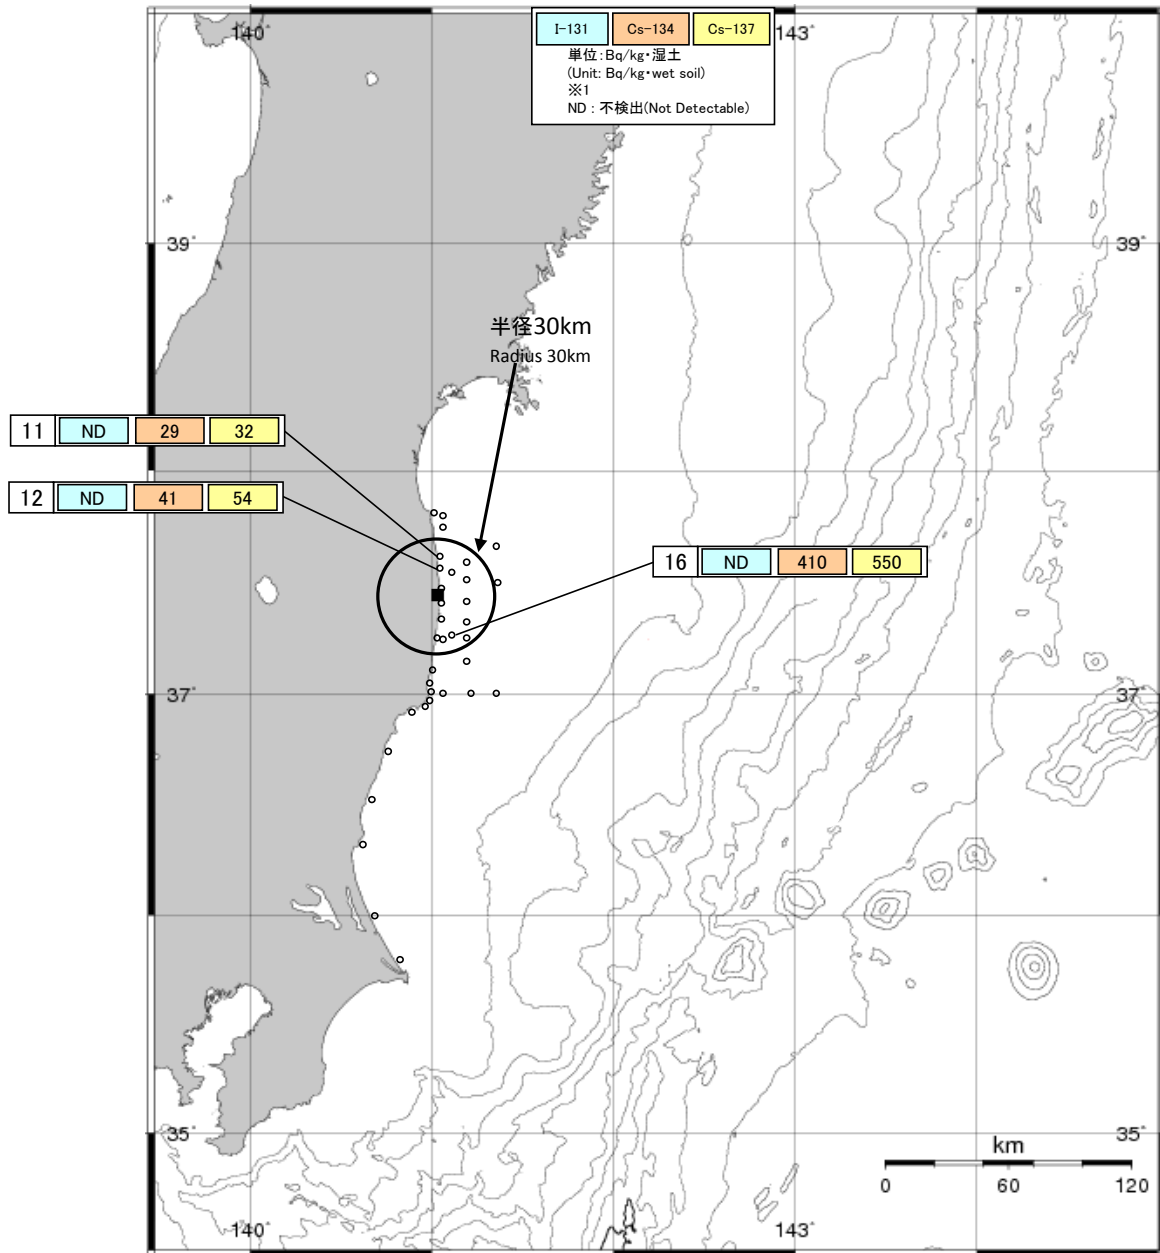 140°
I-131 Cs-134 Cs-137
143°
単位:Bq/kg・湿土
(Unit: Bq/kg・wet soil)
※1
ND : 不検出(Not Detectable)
39°
39°
半径30km
Radius 30km
11 ND 29 32
12 ND 41 54
16 ND 410 550
37°
37°
35°
35°
km
0 60 120
140°
143°